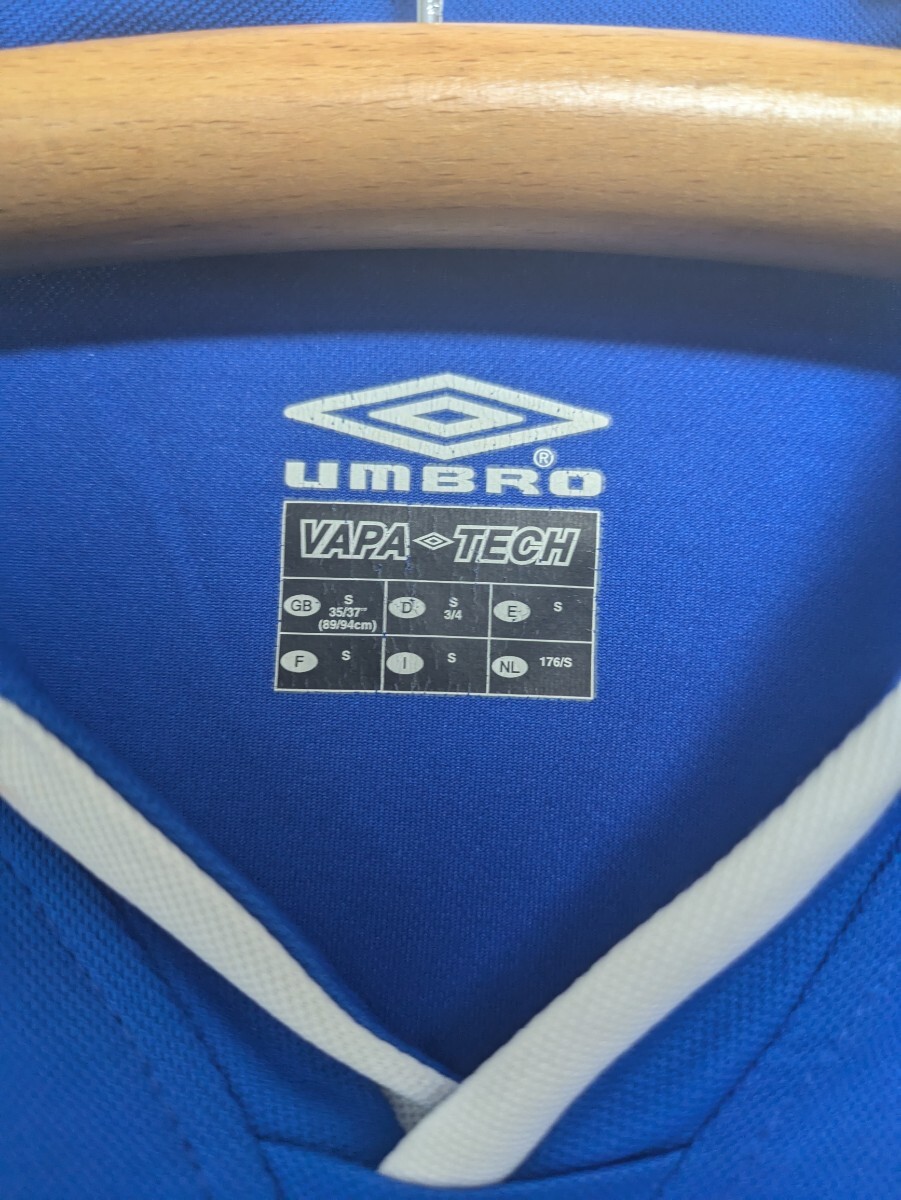 UMBRO®
VAPA TECH
GB S 35/37" (89/94cm)
D S 3/4
E S
F S
I S
NL 176/S